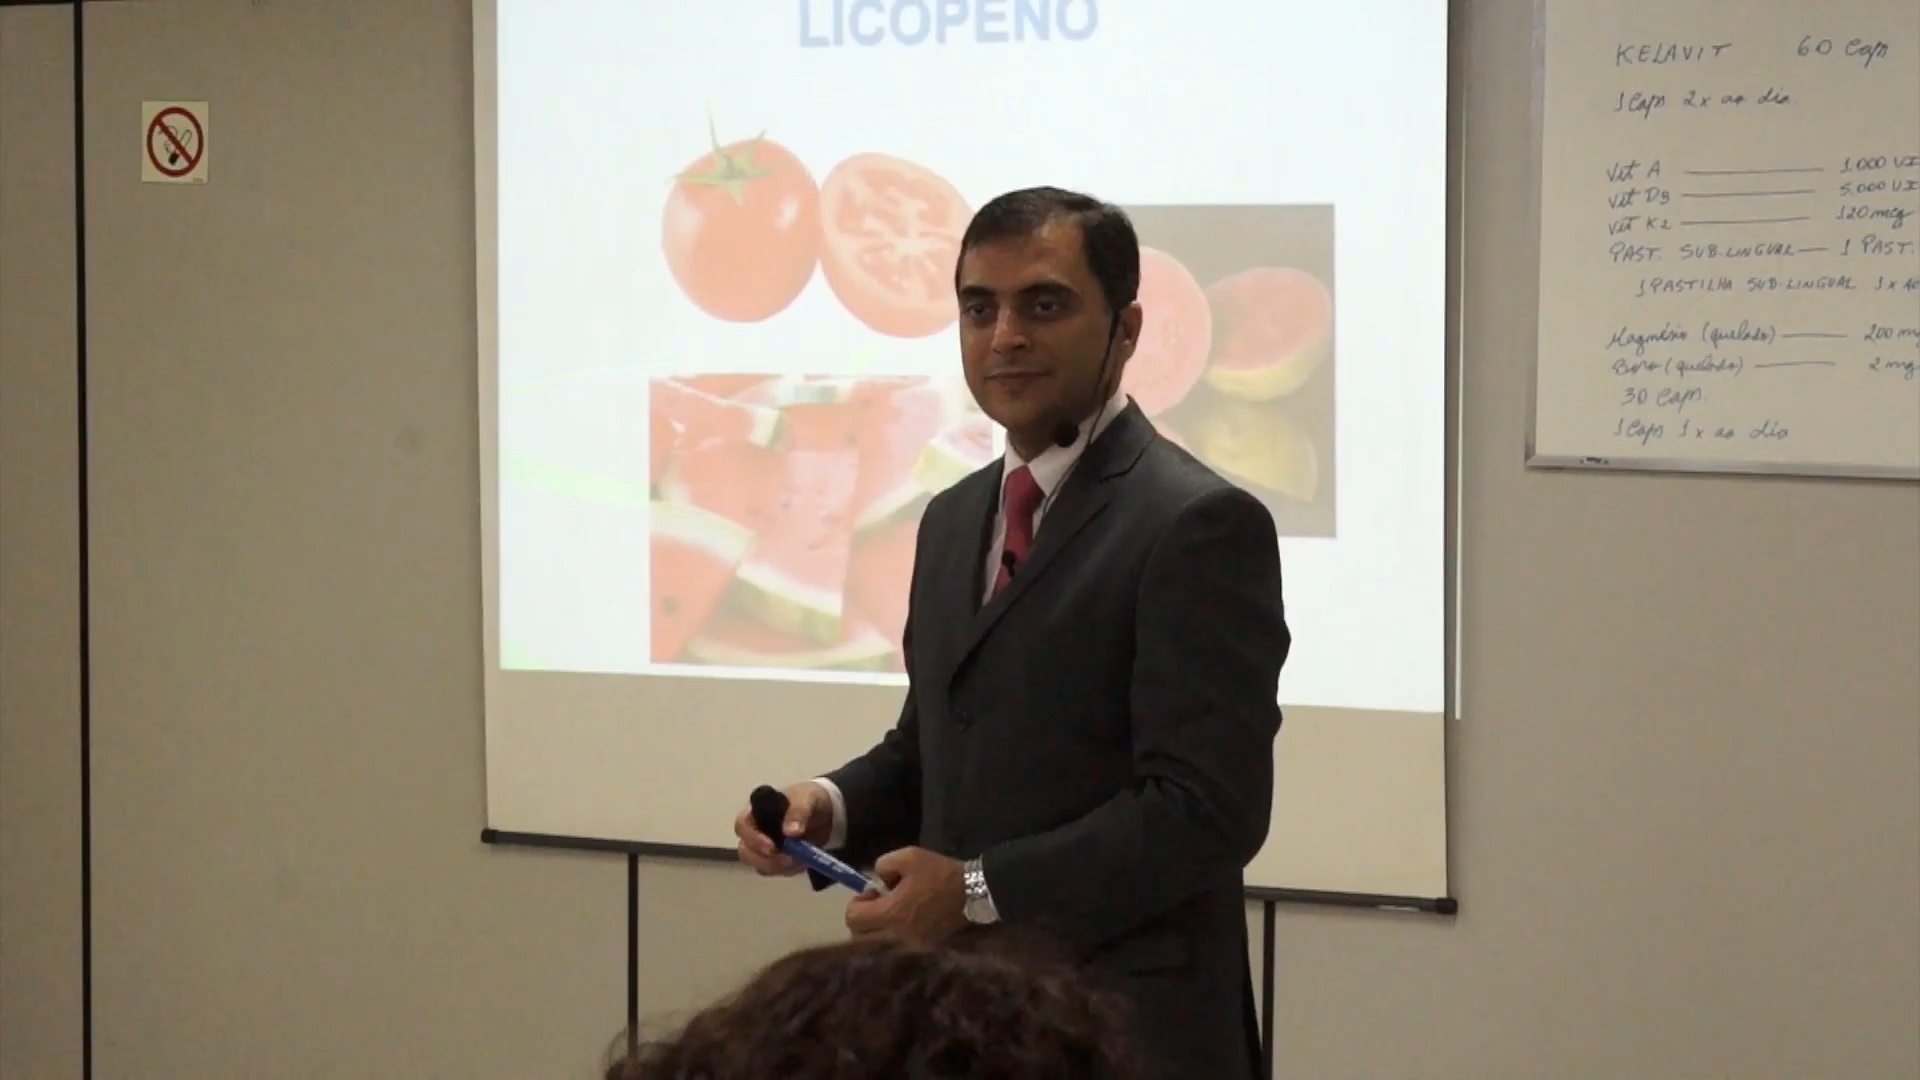 LICOPENO
KELAVIT 60 Caps
1 Caps 2x ao dia.
Vit A 1.000 UI
Vit D3 5.000 UI
Vit K2 120 mcg
PAST. SUB-LINGUAL 1 PAST.
1 PASTILHA SUB-LINGUAL 1x AO
Magnésio (quelado) 200 mg
Boro (quelado) 2 mg
30 Caps.
1 Caps 1x ao dia